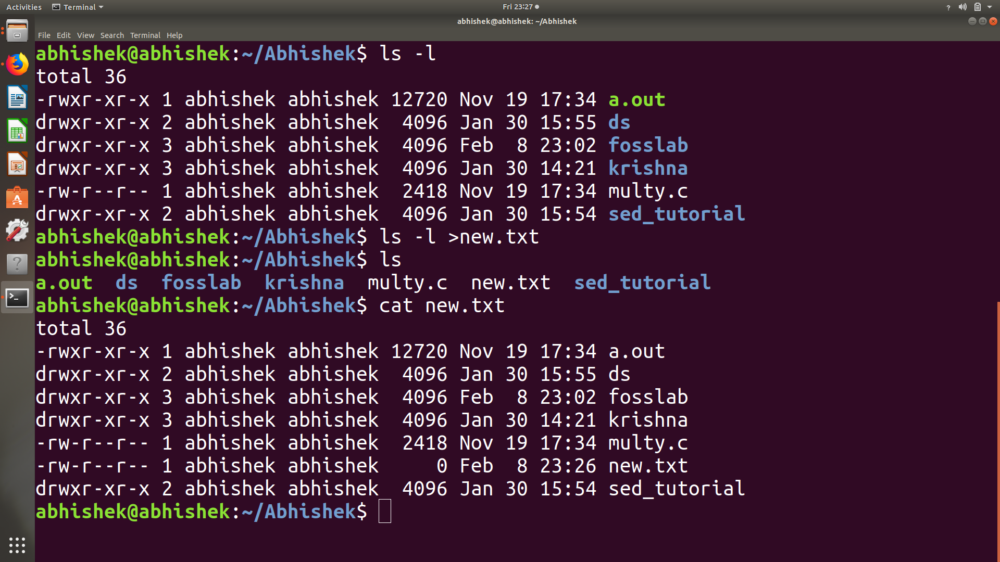 Activities Terminal Fri 23:27 ?
abhishek@abhishek: ~/Abhishek
File Edit View Search Terminal Help
abhishek@abhishek:~/Abhishek$ ls -l
total 36
-rwxr-xr-x 1 abhishek abhishek 12720 Nov 19 17:34 a.out
drwxr-xr-x 2 abhishek abhishek  4096 Jan 30 15:55 ds
drwxr-xr-x 3 abhishek abhishek  4096 Feb  8 23:02 fosslab
drwxr-xr-x 3 abhishek abhishek  4096 Jan 30 14:21 krishna
-rw-r--r-- 1 abhishek abhishek  2418 Nov 19 17:34 multy.c
drwxr-xr-x 2 abhishek abhishek  4096 Jan 30 15:54 sed_tutorial
abhishek@abhishek:~/Abhishek$ ls -l >new.txt
abhishek@abhishek:~/Abhishek$ ls
a.out  ds  fosslab  krishna  multy.c  new.txt  sed_tutorial
abhishek@abhishek:~/Abhishek$ cat new.txt
total 36
-rwxr-xr-x 1 abhishek abhishek 12720 Nov 19 17:34 a.out
drwxr-xr-x 2 abhishek abhishek  4096 Jan 30 15:55 ds
drwxr-xr-x 3 abhishek abhishek  4096 Feb  8 23:02 fosslab
drwxr-xr-x 3 abhishek abhishek  4096 Jan 30 14:21 krishna
-rw-r--r-- 1 abhishek abhishek  2418 Nov 19 17:34 multy.c
-rw-r--r-- 1 abhishek abhishek     0 Feb  8 23:26 new.txt
drwxr-xr-x 2 abhishek abhishek  4096 Jan 30 15:54 sed_tutorial
abhishek@abhishek:~/Abhishek$